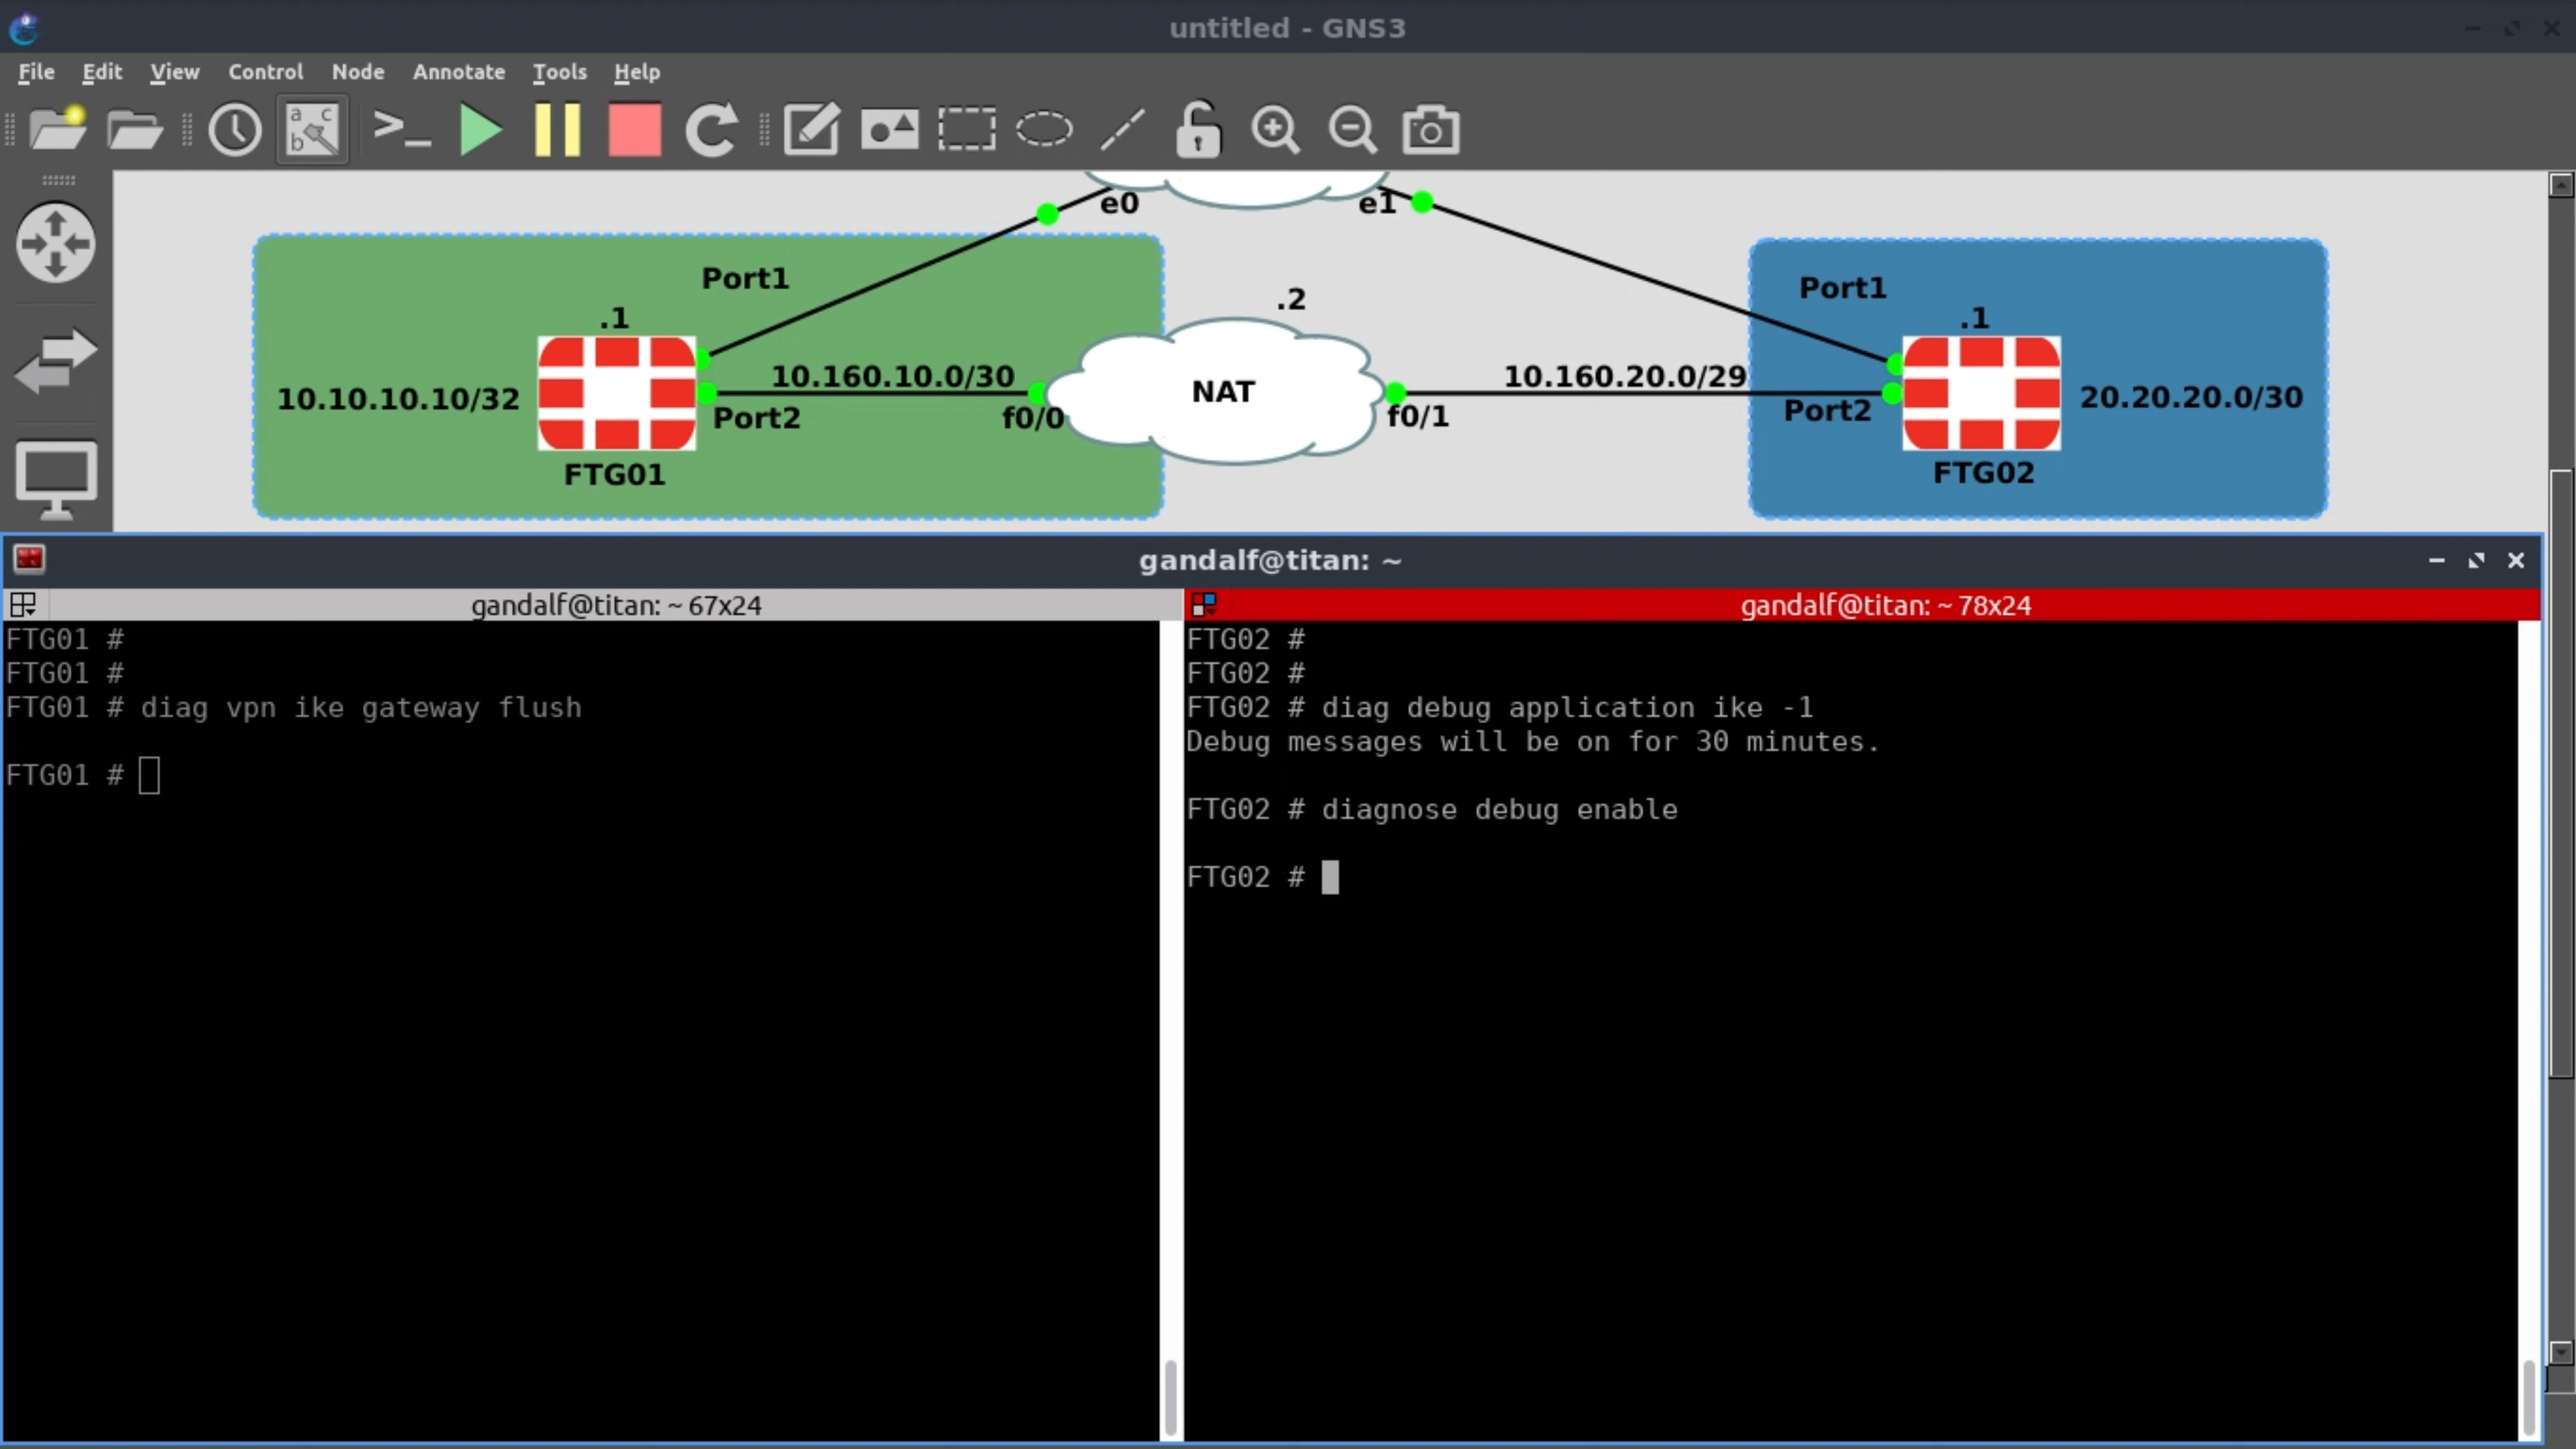 untitled - GNS3
File Edit View Control Node Annotate Tools Help
a c
b
e0
e1
Port1
.2
Port1
.1
.1
10.10.10.10/32
10.160.10.0/30
NAT
10.160.20.0/29
20.20.20.0/30
Port2
f0/0
f0/1
Port2
FTG01
FTG02
gandalf@titan: ~
gandalf@titan: ~ 67x24
FTG01 #
FTG01 #
FTG01 # diag vpn ike gateway flush
FTG01 #
gandalf@titan: ~ 78x24
FTG02 #
FTG02 #
FTG02 # diag debug application ike -1
Debug messages will be on for 30 minutes.
FTG02 # diagnose debug enable
FTG02 #